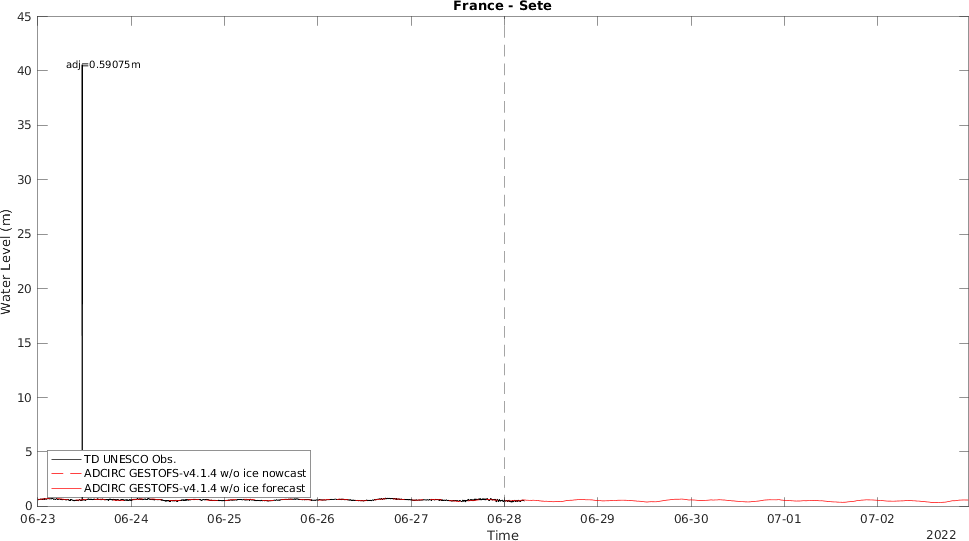 France - Sete
45
40
35
30
25
20
15
10
5
0
Water Level (m)
adj=0.59075m
TD UNESCO Obs.
ADCIRC GESTOFS-v4.1.4 w/o ice nowcast
ADCIRC GESTOFS-v4.1.4 w/o ice forecast
06-23 06-24 06-25 06-26 06-27 06-28 06-29 06-30 07-01 07-02
Time
2022